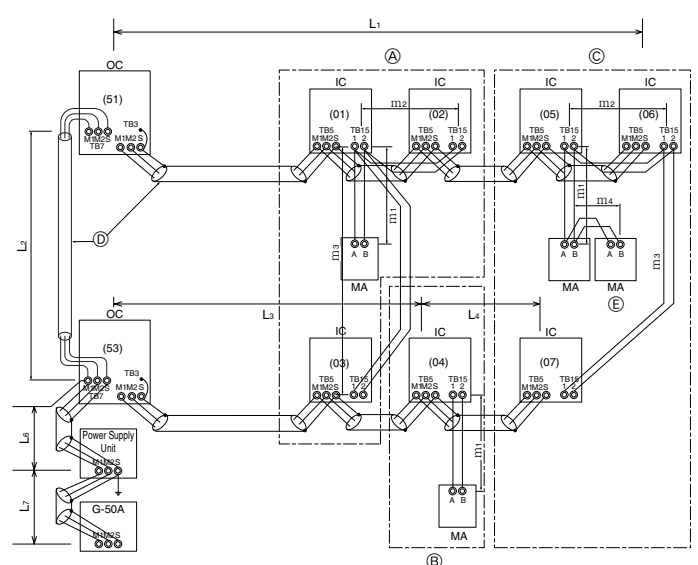 L1
A
C
OC
IC
IC
IC
IC
(51)
(01)
(02)
(05)
(06)
m2
m2
TB3
TB5
TB15
TB5
TB15
TB5
TB15
TB5
TB15
M1M2S
M1M2S
M1M2S
1 2
M1M2S
1 2
M1M2S
1 2
M1M2S
1 2
TB7
m1
m4
L2
D
m3
m1
m3
A B
A B
A B
MA
MA
MA
E
L3
L4
OC
IC
IC
IC
(53)
(03)
(04)
(07)
TB3
TB5
TB15
TB5
TB15
TB5
TB15
M1M2S
M1M2S
M1M2S
1 2
M1M2S
1 2
M1M2S
1 2
TB7
L6
Power Supply
Unit
M1M2S
m1
L7
G-50A
M1M2S
A B
MA
B